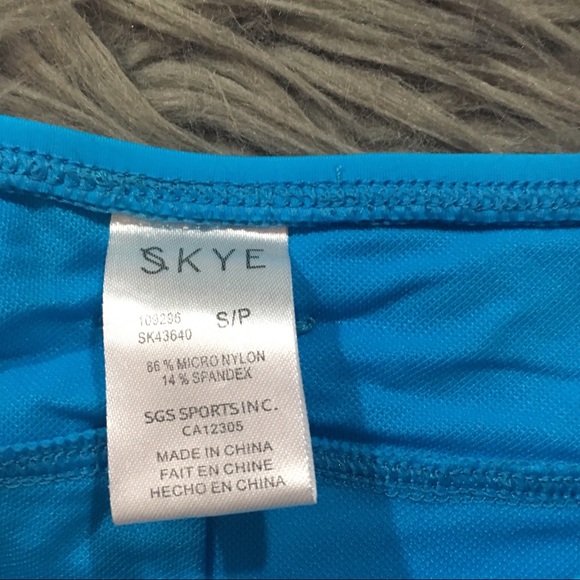 SKYE
109296 S/P
SK43640
86 % MICRO NYLON
14 % SPANDEX
SGS SPORTS INC.
CA12305
MADE IN CHINA
FAIT EN CHINE
HECHO EN CHINA